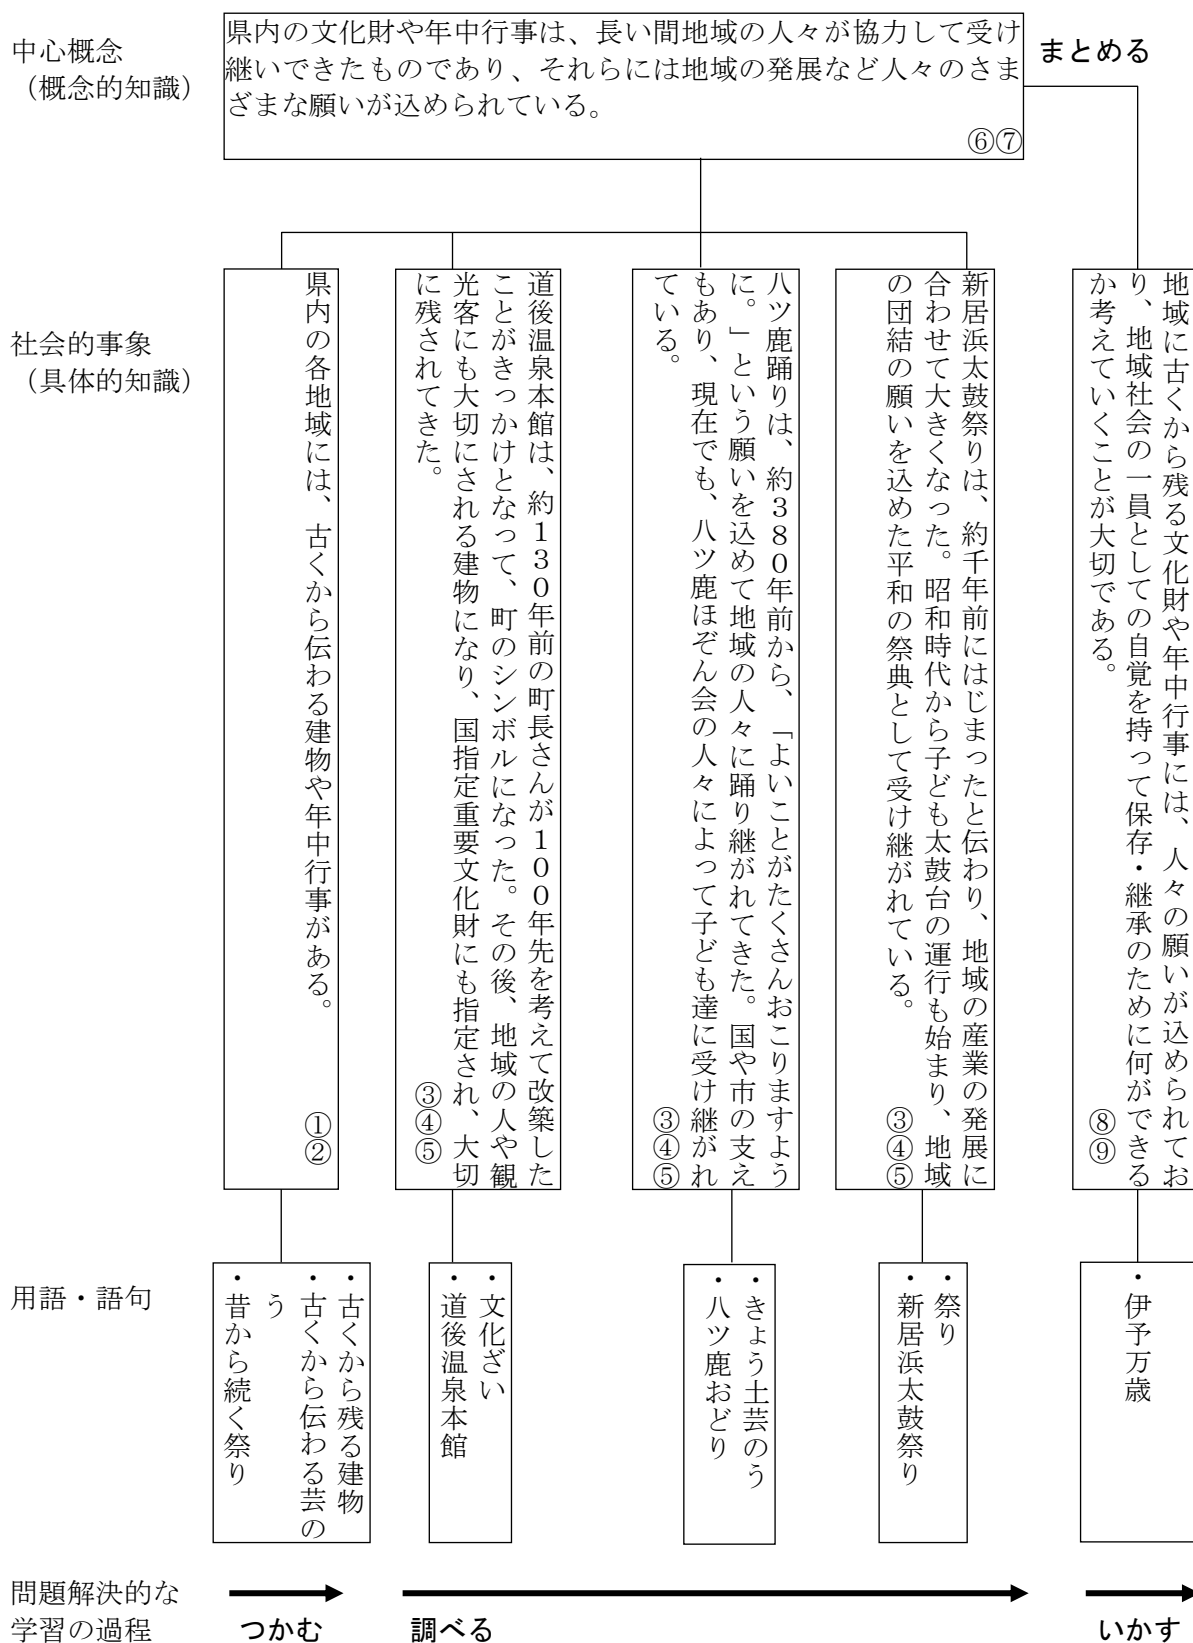 中心概念
（概念的知識）
県内の文化財や年中行事は、長い間地域の人々が協力して受け
継いできたものであり、それらには地域の発展など人々のさま
ざまな願いが込められている。
⑥⑦
まとめる
社会的事象
（具体的知識）
県内の各地域には、古くから伝わる建物や年中行事がある。
①②
道後温泉本館は、約１３０年前の町長さんが１００年先を考えて改築した
ことがきっかけとなって、町のシンボルになった。その後、地域の人や観
光客にも大切にされる建物になり、国指定重要文化財にも指定され、大切
に残されてきた。
③④⑤
八ツ鹿踊りは、約３８０年前から、「よいことがたくさんおこりますよう
に。」という願いを込めて地域の人々に踊り継がれてきた。国や市の支え
もあり、現在でも、八ツ鹿ほぞん会の人々によって子ども達に受け継がれ
ている。
③④⑤
新居浜太鼓祭りは、約千年前にはじまったと伝わり、地域の産業の発展に
合わせて大きくなった。昭和時代から子ども太鼓台の運行も始まり、地域
の団結の願いを込めた平和の祭典として受け継がれている。
③④⑤
地域に古くから残る文化財や年中行事には、人々の願いが込められてお
り、地域社会の一員としての自覚を持って保存・継承のために何ができる
か考えていくことが大切である。
⑧⑨
用語・語句
・古くから残る建物
・古くから伝わる芸の
う
・昔から続く祭り
・文化ざい
・道後温泉本館
・きょう土芸のう
・八ツ鹿おどり
・祭り
・新居浜太鼓祭り
・伊予万歳
問題解決的な
学習の過程
つかむ
調べる
いかす